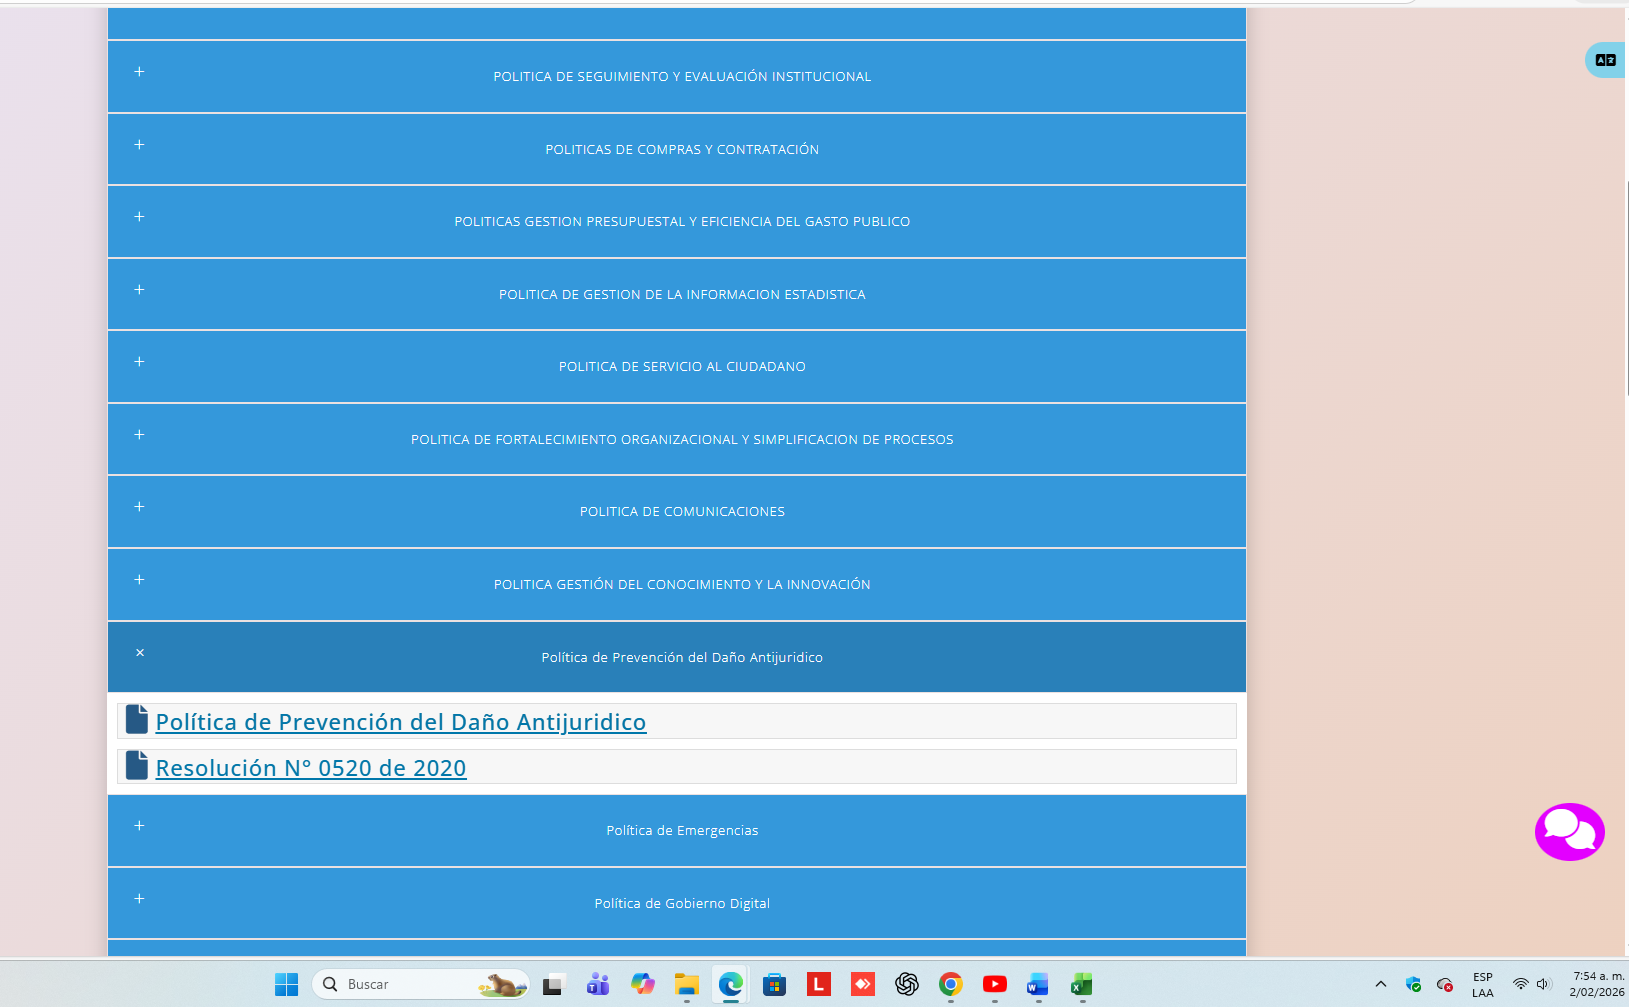 POLITICA DE SEGUIMIENTO Y EVALUACIÓN INSTITUCIONAL
POLITICAS DE COMPRAS Y CONTRATACIÓN
POLITICAS GESTION PRESUPUESTAL Y EFICIENCIA DEL GASTO PUBLICO
POLITICA DE GESTION DE LA INFORMACION ESTADISTICA
POLITICA DE SERVICIO AL CIUDADANO
POLITICA DE FORTALECIMIENTO ORGANIZACIONAL Y SIMPLIFICACION DE PROCESOS
POLITICA DE COMUNICACIONES
POLITICA GESTIÓN DEL CONOCIMIENTO Y LA INNOVACIÓN
Política de Prevención del Daño Antijuridico
Política de Prevención del Daño Antijuridico
Resolución N° 0520 de 2020
Política de Emergencias
Política de Gobierno Digital
Buscar
ESP
LAA
7:54 a. m.
2/02/2026